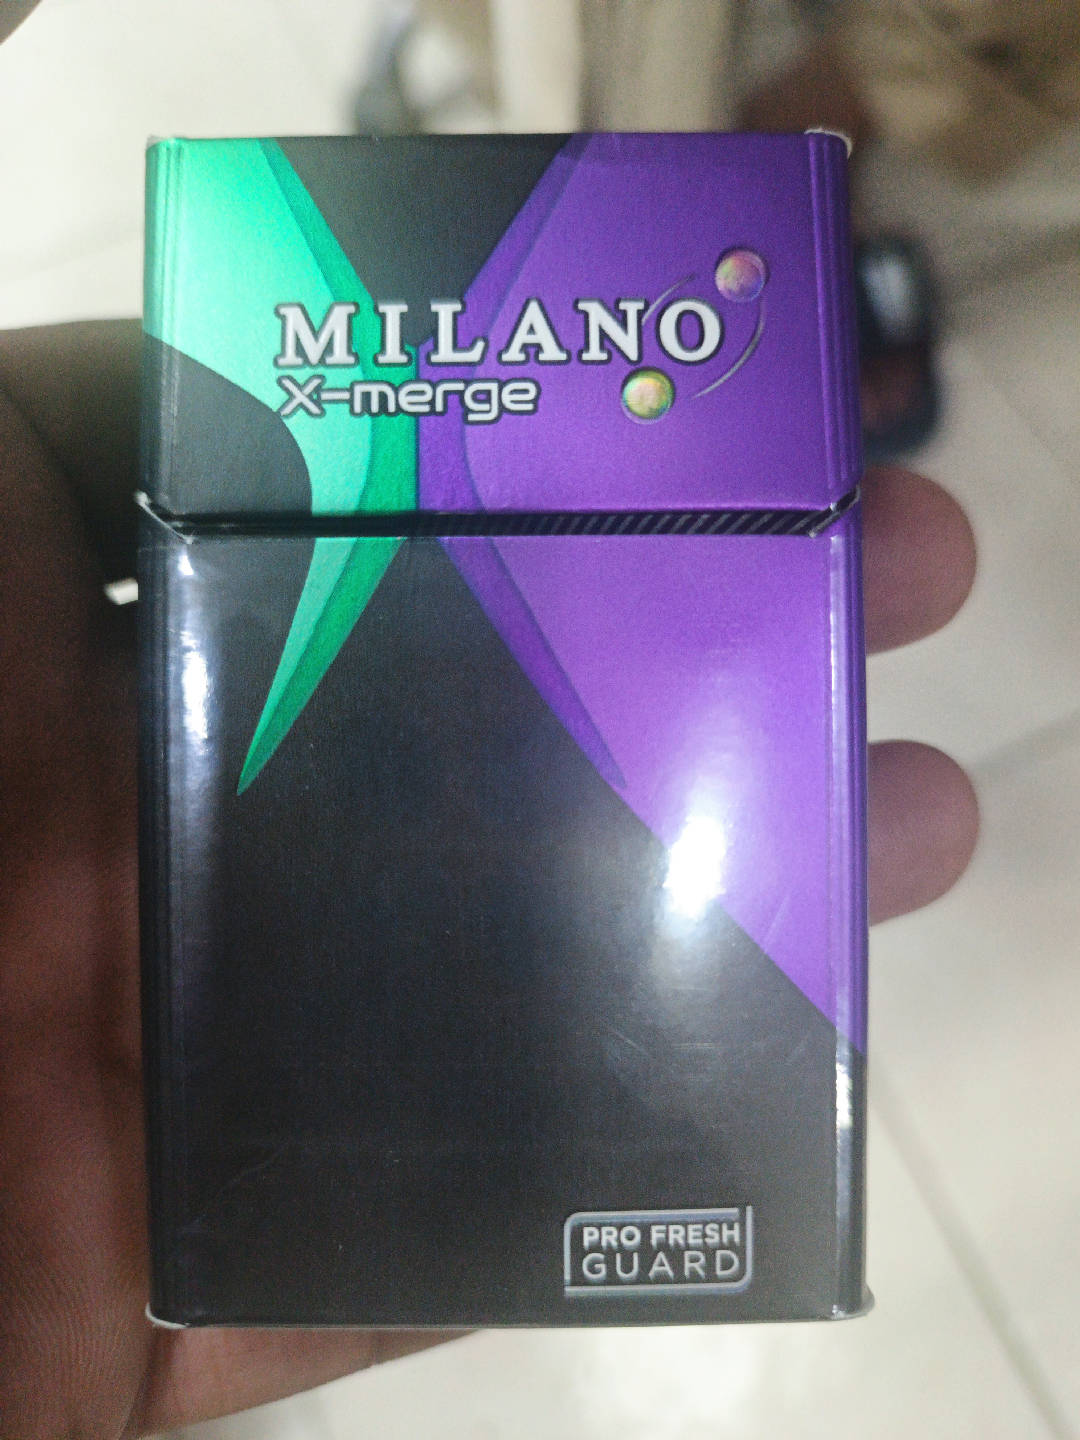 MILANO
X-merge
PRO FRESH
GUARD